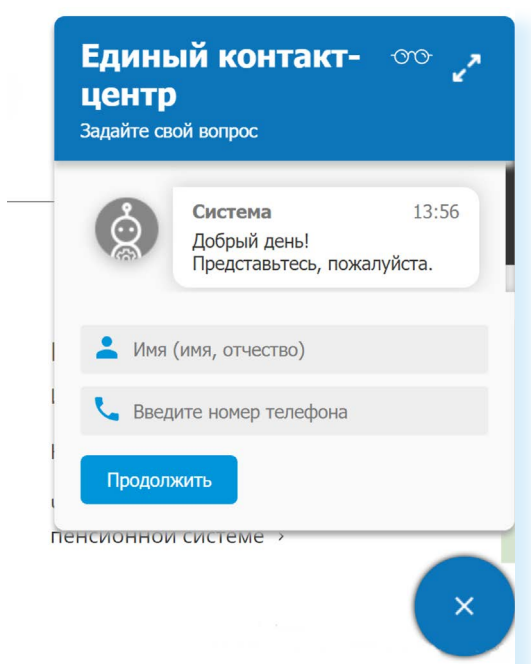 Единый контакт-
центр
Задайте свой вопрос
Система 13:56
Добрый день!
Представьтесь, пожалуйста.
Имя (имя, отчество)
Введите номер телефона
Продолжить
пенсионной системе